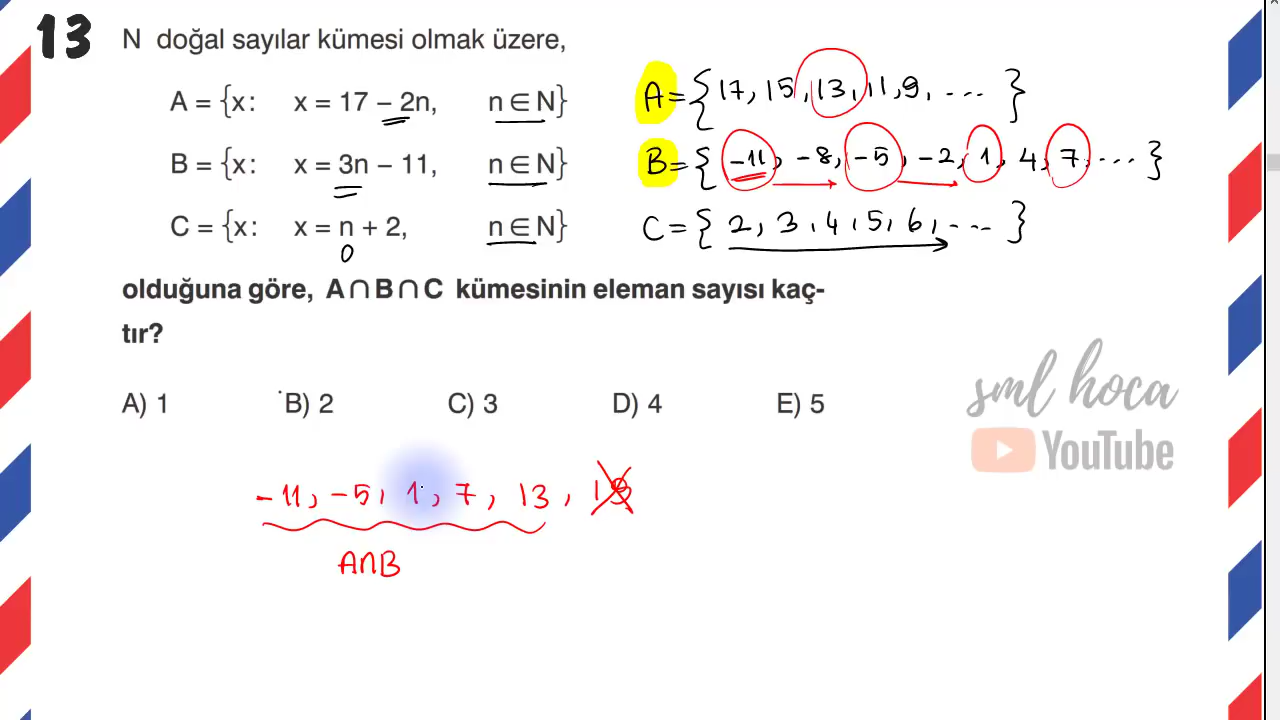 13 N doğal sayılar kümesi olmak üzere,
A = {x: x = 17 − 2n, n ∈ N}
B = {x: x = 3n − 11, n ∈ N}
C = {x: x = n + 2, n ∈ N}
0
A = { 17, 15, 13, 11, 9, ... }
B = { -11, -8, -5, -2, 1, 4, 7, ... }
C = { 2, 3, 4, 5, 6, ... }
olduğuna göre, A∩B∩C kümesinin eleman sayısı kaç-
tır?
A) 1 B) 2 C) 3 D) 4 E) 5
sml hoca
YouTube
-11, -5, 1, 7, 13, 19
A∩B